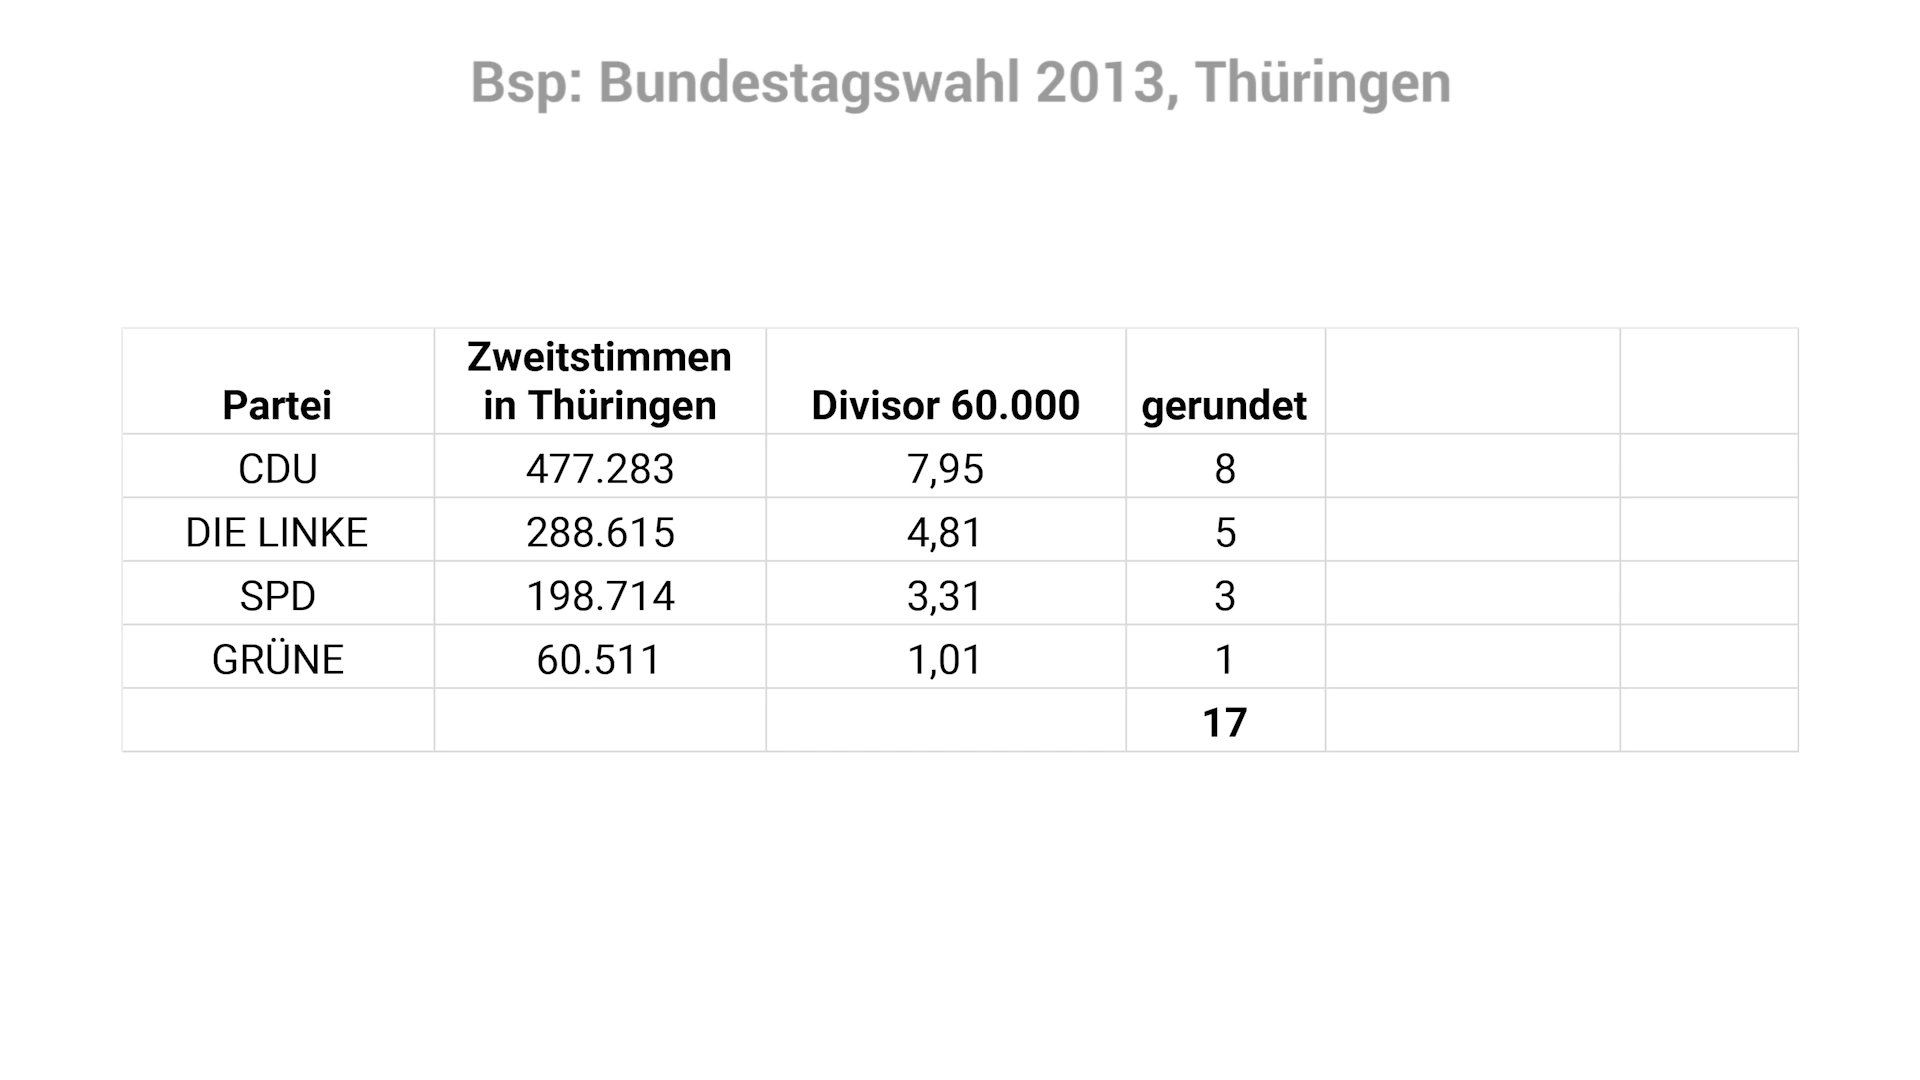 Bsp: Bundestagswahl 2013, Thüringen
Zweitstimmen
Partei in Thüringen Divisor 60.000 gerundet
CDU 477.283 7,95 8
DIE LINKE 288.615 4,81 5
SPD 198.714 3,31 3
GRÜNE 60.511 1,01 1
17